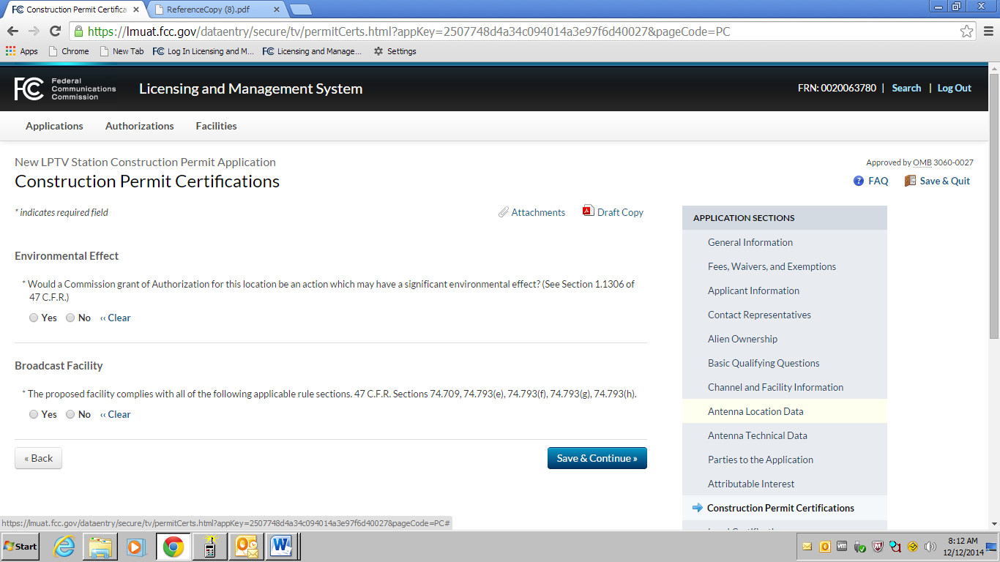 Construction Permit Certifica
ReferenceCopy (8).pdf
https://lmuat.fcc.gov/dataentry/secure/tv/permitCerts.html?appKey=2507748d4a34c094014a3e97f6d40027&pageCode=PC
Apps Chrome New Tab Log In Licensing and M... Licensing and Manage... Settings
FCC
Federal
Communications
Commission
Licensing and Management System
FRN: 0020063780 | Search | Log Out
Applications Authorizations Facilities
New LPTV Station Construction Permit Application
Approved by OMB 3060-0027
Construction Permit Certifications
FAQ Save & Quit
* indicates required field
Attachments Draft Copy
Environmental Effect
* Would a Commission grant of Authorization for this location be an action which may have a significant environmental effect? (See Section 1.1306 of
47 C.F.R.)
Yes No ‹‹ Clear
Broadcast Facility
* The proposed facility complies with all of the following applicable rule sections. 47 C.F.R. Sections 74.709, 74.793(e), 74.793(f), 74.793(g), 74.793(h).
Yes No ‹‹ Clear
« Back
Save & Continue »
APPLICATION SECTIONS
General Information
Fees, Waivers, and Exemptions
Applicant Information
Contact Representatives
Alien Ownership
Basic Qualifying Questions
Channel and Facility Information
Antenna Location Data
Antenna Technical Data
Parties to the Application
Attributable Interest
Construction Permit Certifications
https://lmuat.fcc.gov/dataentry/secure/tv/permitCerts.html?appKey=2507748d4a34c094014a3e97f6d40027&pageCode=PC#
Start
8:12 AM
12/12/2014